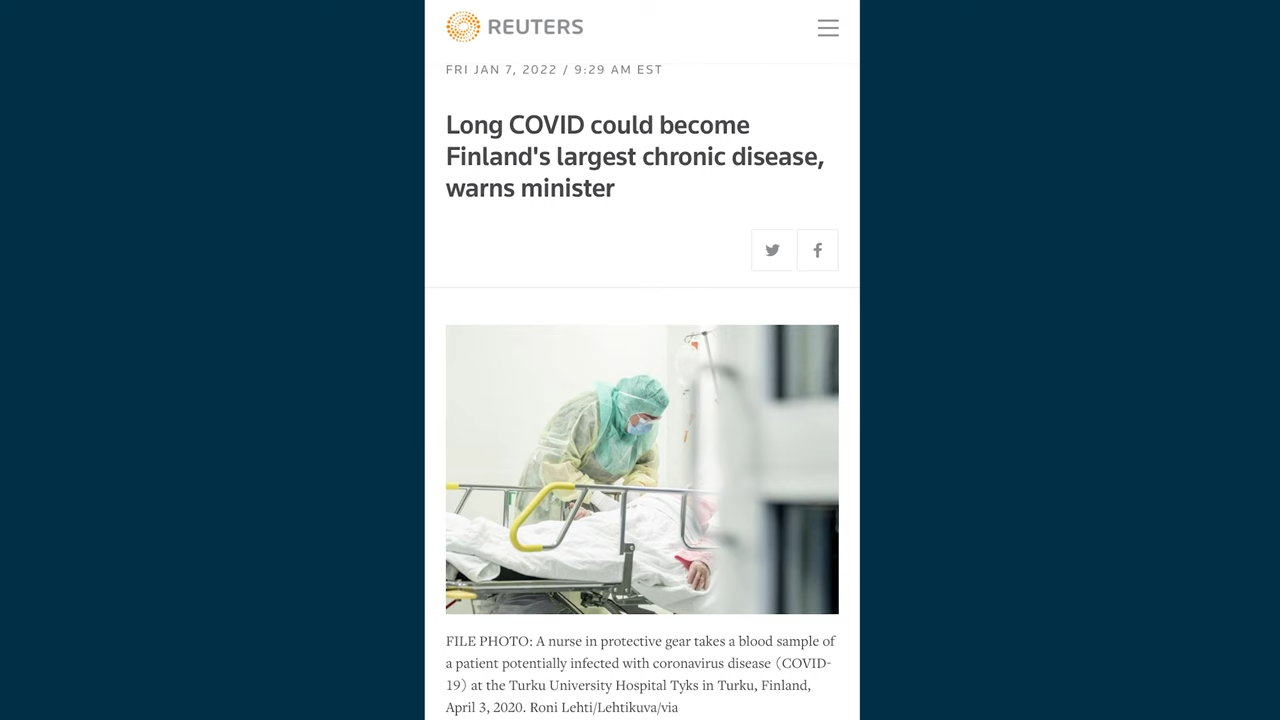 REUTERS
FRI JAN 7, 2022 / 9:29 AM EST
Long COVID could become
Finland's largest chronic disease,
warns minister
FILE PHOTO: A nurse in protective gear takes a blood sample of
a patient potentially infected with coronavirus disease (COVID-
19) at the Turku University Hospital Tyks in Turku, Finland,
April 3, 2020. Roni Lehti/Lehtikuva/via